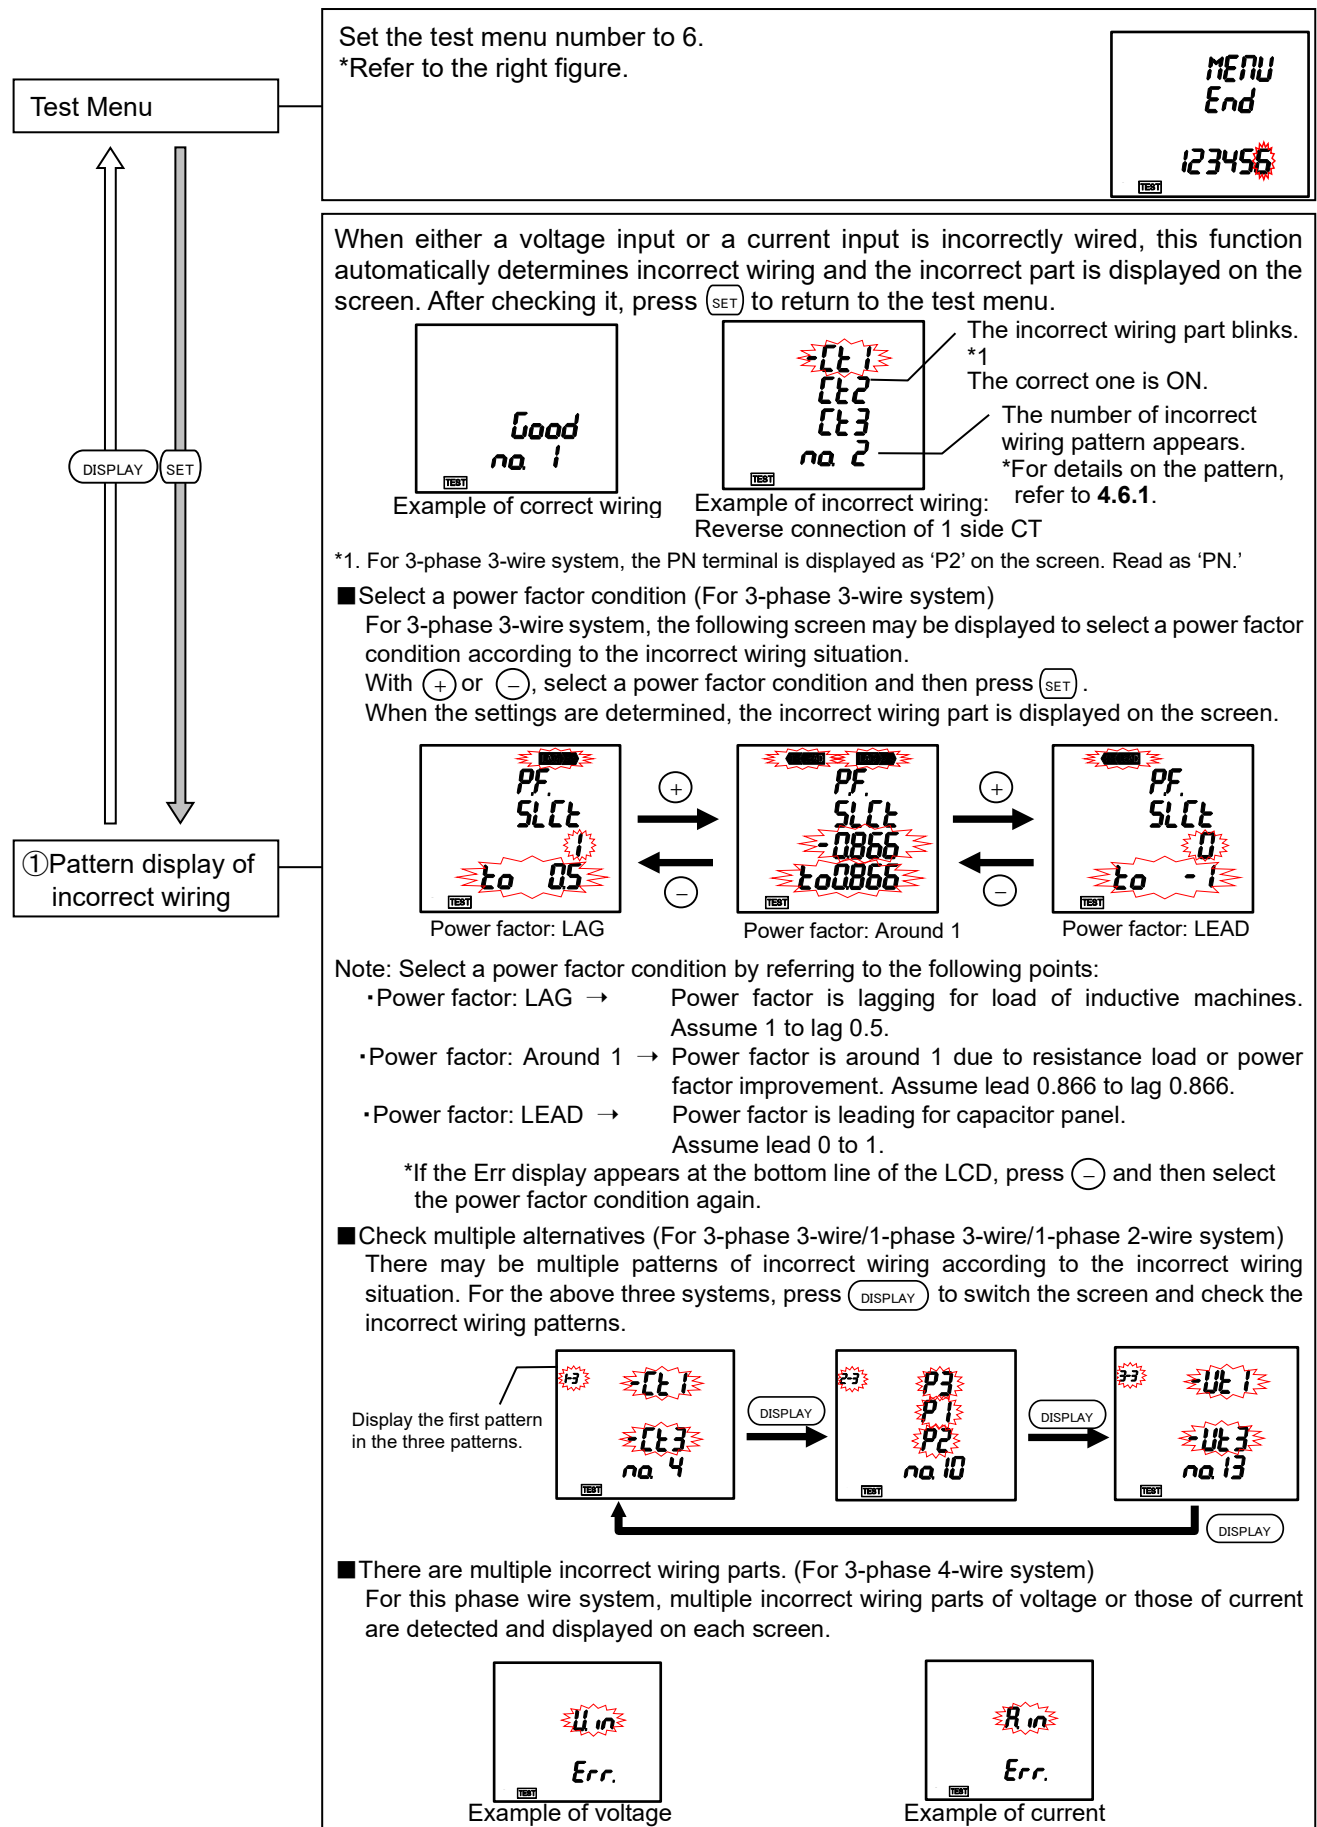 Set the test menu number to 6.
*Refer to the right figure.
MENU
End
123456
TEST
Test Menu
When either a voltage input or a current input is incorrectly wired, this function
automatically determines incorrect wiring and the incorrect part is displayed on the
screen. After checking it, press SET to return to the test menu.
Good
no. 1
TEST
Example of correct wiring
-Ct1
Ct2
Ct3
no. 2
TEST
Example of incorrect wiring:
Reverse connection of 1 side CT
The incorrect wiring part blinks.
*1
The correct one is ON.
The number of incorrect
wiring pattern appears.
*For details on the pattern,
refer to 4.6.1.
DISPLAY SET
*1. For 3-phase 3-wire system, the PN terminal is displayed as ‘P2’ on the screen. Read as ‘PN.’
■Select a power factor condition (For 3-phase 3-wire system)
For 3-phase 3-wire system, the following screen may be displayed to select a power factor
condition according to the incorrect wiring situation.
With + or −, select a power factor condition and then press SET.
When the settings are determined, the incorrect wiring part is displayed on the screen.
P.F.
SLCt
1
to 0.5
TEST
Power factor: LAG
+
−
P.F.
SLCt
-0.866
to0.866
TEST
Power factor: Around 1
+
−
P.F.
SLCt
0
to -1
TEST
Power factor: LEAD
①Pattern display of
incorrect wiring
Note: Select a power factor condition by referring to the following points:
・Power factor: LAG → Power factor is lagging for load of inductive machines.
Assume 1 to lag 0.5.
・Power factor: Around 1 → Power factor is around 1 due to resistance load or power
factor improvement. Assume lead 0.866 to lag 0.866.
・Power factor: LEAD → Power factor is leading for capacitor panel.
Assume lead 0 to 1.
*If the Err display appears at the bottom line of the LCD, press − and then select
the power factor condition again.
■Check multiple alternatives (For 3-phase 3-wire/1-phase 3-wire/1-phase 2-wire system)
There may be multiple patterns of incorrect wiring according to the incorrect wiring
situation. For the above three systems, press DISPLAY to switch the screen and check the
incorrect wiring patterns.
Display the first pattern
in the three patterns.
1-3
-Ct1
-Ct3
no. 4
TEST
DISPLAY
2-3
P3
P1
P2
no.10
TEST
DISPLAY
3-3
-Ut1
-Ut3
no.13
TEST
DISPLAY
■There are multiple incorrect wiring parts. (For 3-phase 4-wire system)
For this phase wire system, multiple incorrect wiring parts of voltage or those of current
are detected and displayed on each screen.
U.in
Err.
TEST
Example of voltage
A.in
Err.
TEST
Example of current